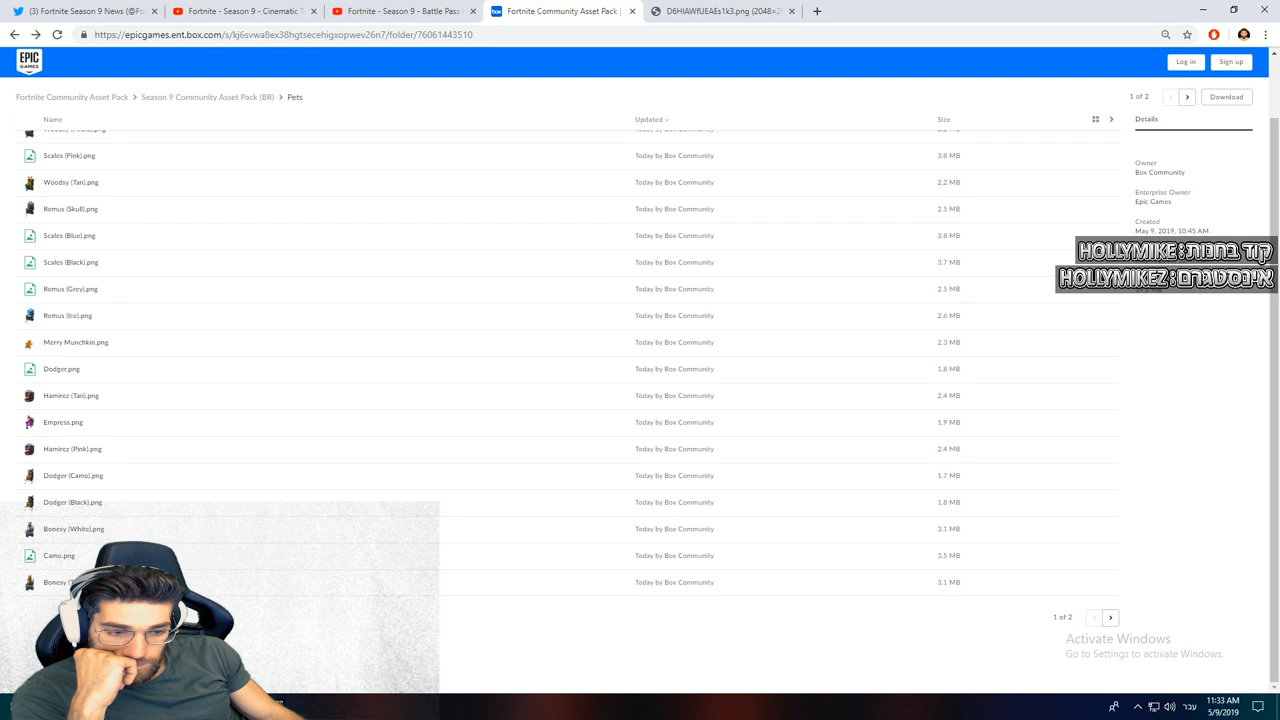 (3) Fortnite Season 9 News (@Fo
Fortnite - Season 9 - Cinematic T
Fortnite - Season 9 - Battle Pass
Fortnite Community Asset Pack |
D6HIAWfUEAEs1k3.png (2048×2
https://epicgames.ent.box.com/s/kj6svwa8ex38hgtsecehigxopwev26n7/folder/76061443510
EPIC GAMES
Log in
Sign up
Fortnite Community Asset Pack > Season 9 Community Asset Pack (BR) > Pets
1 of 2
Download
Name Updated Size
Details
Scales (Pink).png Today by Box Community 3.8 MB
Woodsy (Tan).png Today by Box Community 2.2 MB
Remus (Skull).png Today by Box Community 2.5 MB
Scales (Blue).png Today by Box Community 3.8 MB
Scales (Black).png Today by Box Community 3.7 MB
Remus (Grey).png Today by Box Community 2.5 MB
Remus (Ice).png Today by Box Community 2.6 MB
Merry Munchkin.png Today by Box Community 2.3 MB
Dodger.png Today by Box Community 1.8 MB
Hamirez (Tan).png Today by Box Community 2.4 MB
Empress.png Today by Box Community 1.9 MB
Hamirez (Pink).png Today by Box Community 2.4 MB
Dodger (Camo).png Today by Box Community 1.7 MB
Dodger (Black).png Today by Box Community 1.8 MB
Bonesy (White).png Today by Box Community 3.1 MB
Camo.png Today by Box Community 3.5 MB
Bonesy Today by Box Community 3.1 MB
Owner
Box Community
Enterprise Owner
Epic Games
Created
May 9, 2019, 10:45 AM
קוד בחנות: HOLLYMIKE
אינסטגרם: HOLLYMIKEZ
1 of 2
Activate Windows
Go to Settings to activate Windows.
עבר
11:33 AM
5/9/2019